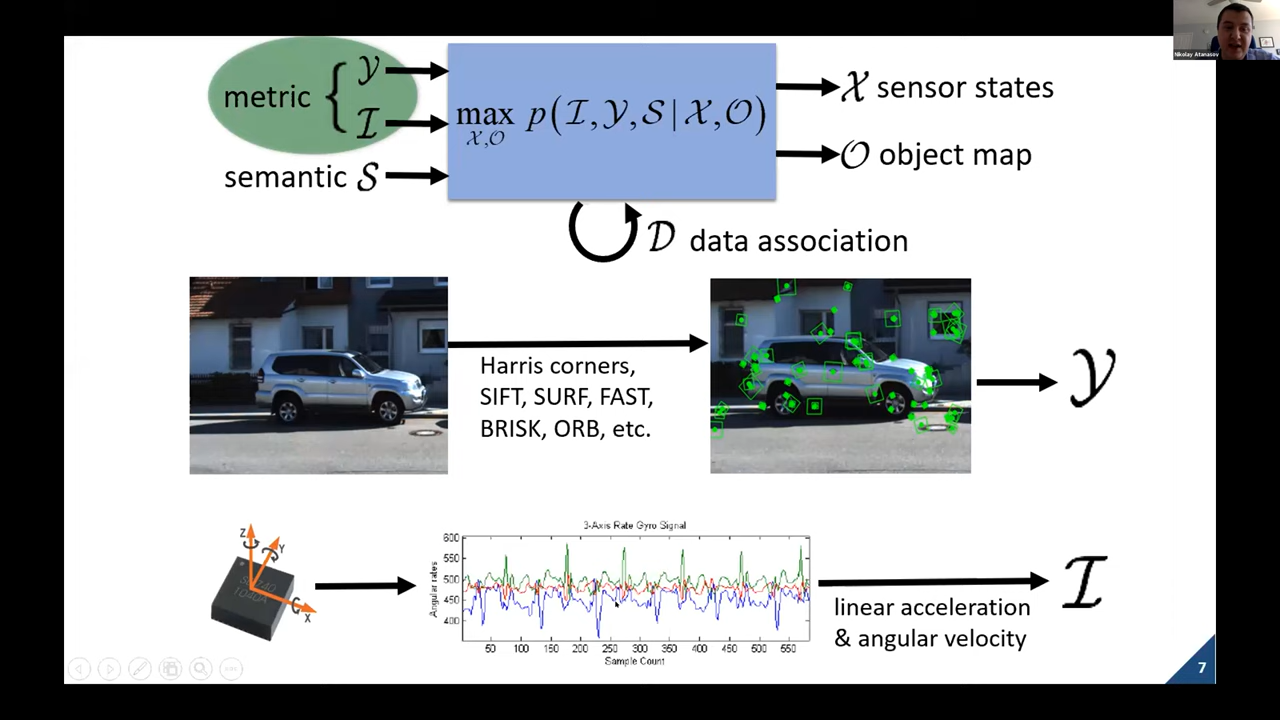 Nikolay Atanasov
metric { 𝒴
ℐ
semantic 𝒮
max p(ℐ, 𝒴, 𝒮 | 𝒳, 𝒪)
𝒳,𝒪
𝒳 sensor states
𝒪 object map
𝒟 data association
Harris corners,
SIFT, SURF, FAST,
BRISK, ORB, etc.
𝒴
Z
Y
X
3-Axis Rate Gyro Signal
Angular rates
600
550
500
450
400
50 100 150 200 250 300 350 400 450 500 550
Sample Count
linear acceleration
& angular velocity
ℐ
7